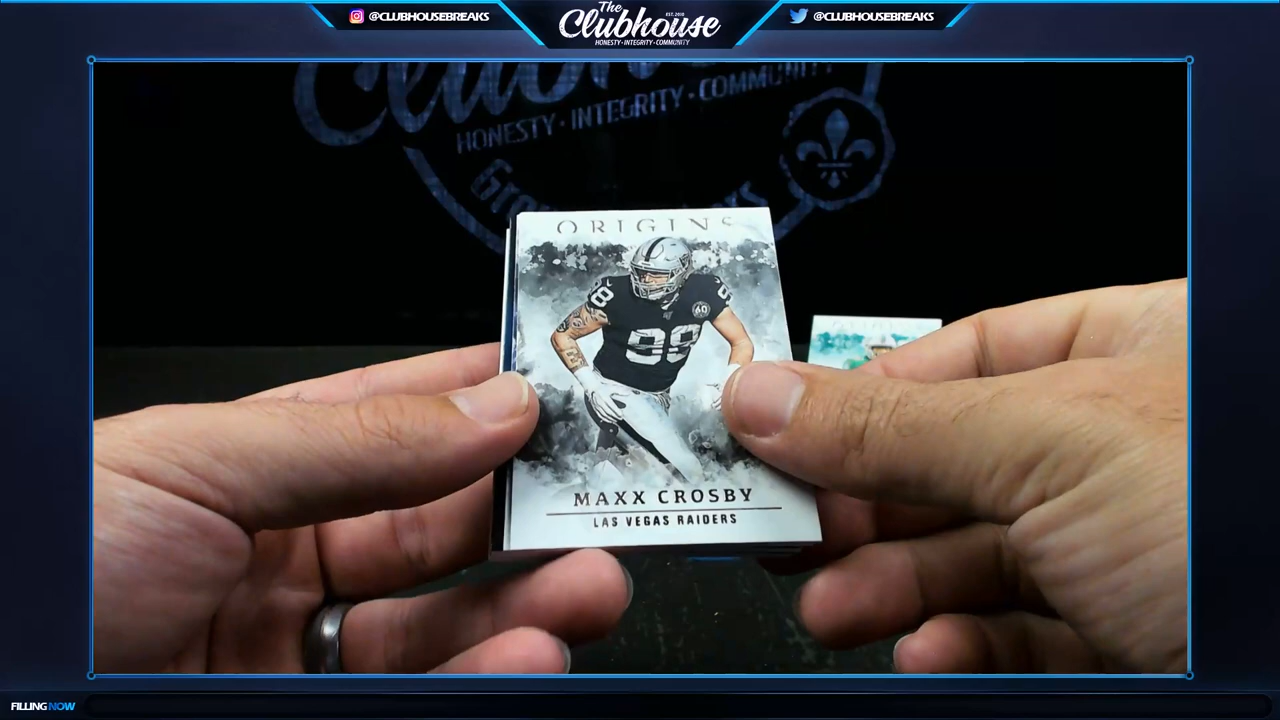 @CLUBHOUSEBREAKS
The
Clubhouse
EST. 2018
HONESTY•INTEGRITY•COMMUNITY
@CLUBHOUSEBREAKS
HONESTY • INTEGRITY • COMMUNITY
ORIGINS
60
98
MAXX CROSBY
LAS VEGAS RAIDERS
FILLING NOW